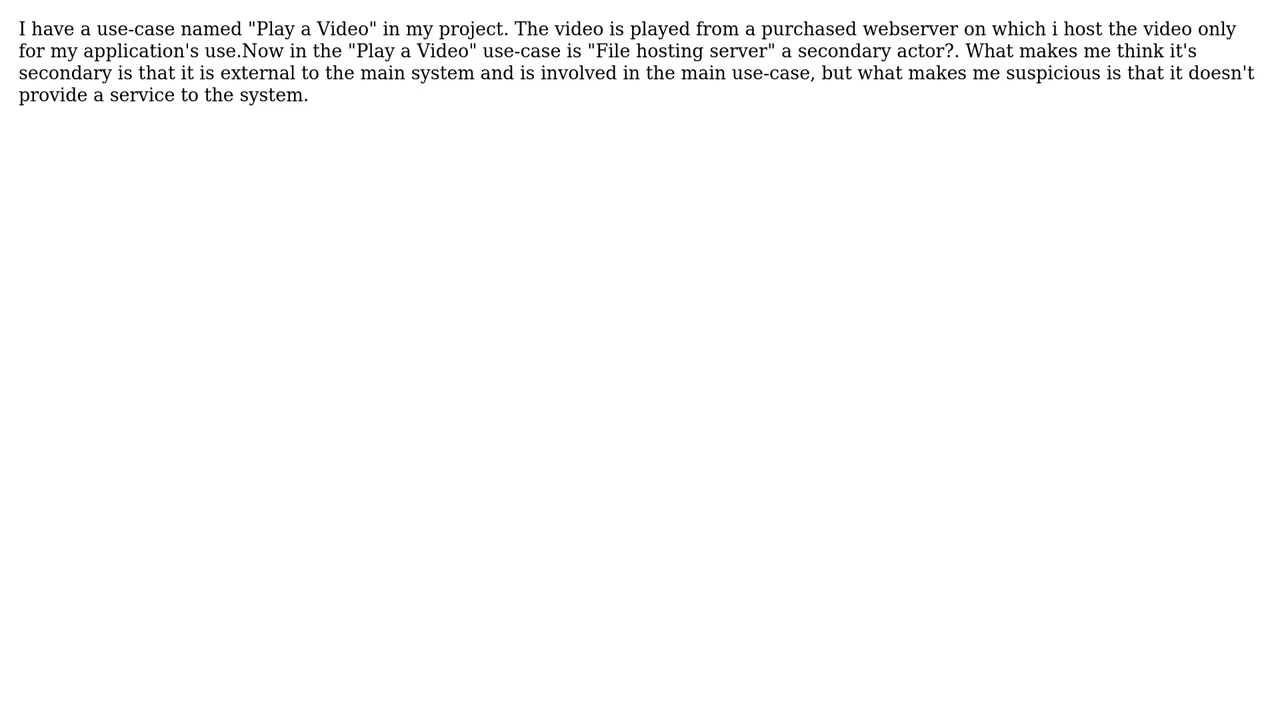 I have a use-case named "Play a Video" in my project. The video is played from a purchased webserver on which i host the video only
for my application's use.Now in the "Play a Video" use-case is "File hosting server" a secondary actor?. What makes me think it's
secondary is that it is external to the main system and is involved in the main use-case, but what makes me suspicious is that it doesn't
provide a service to the system.